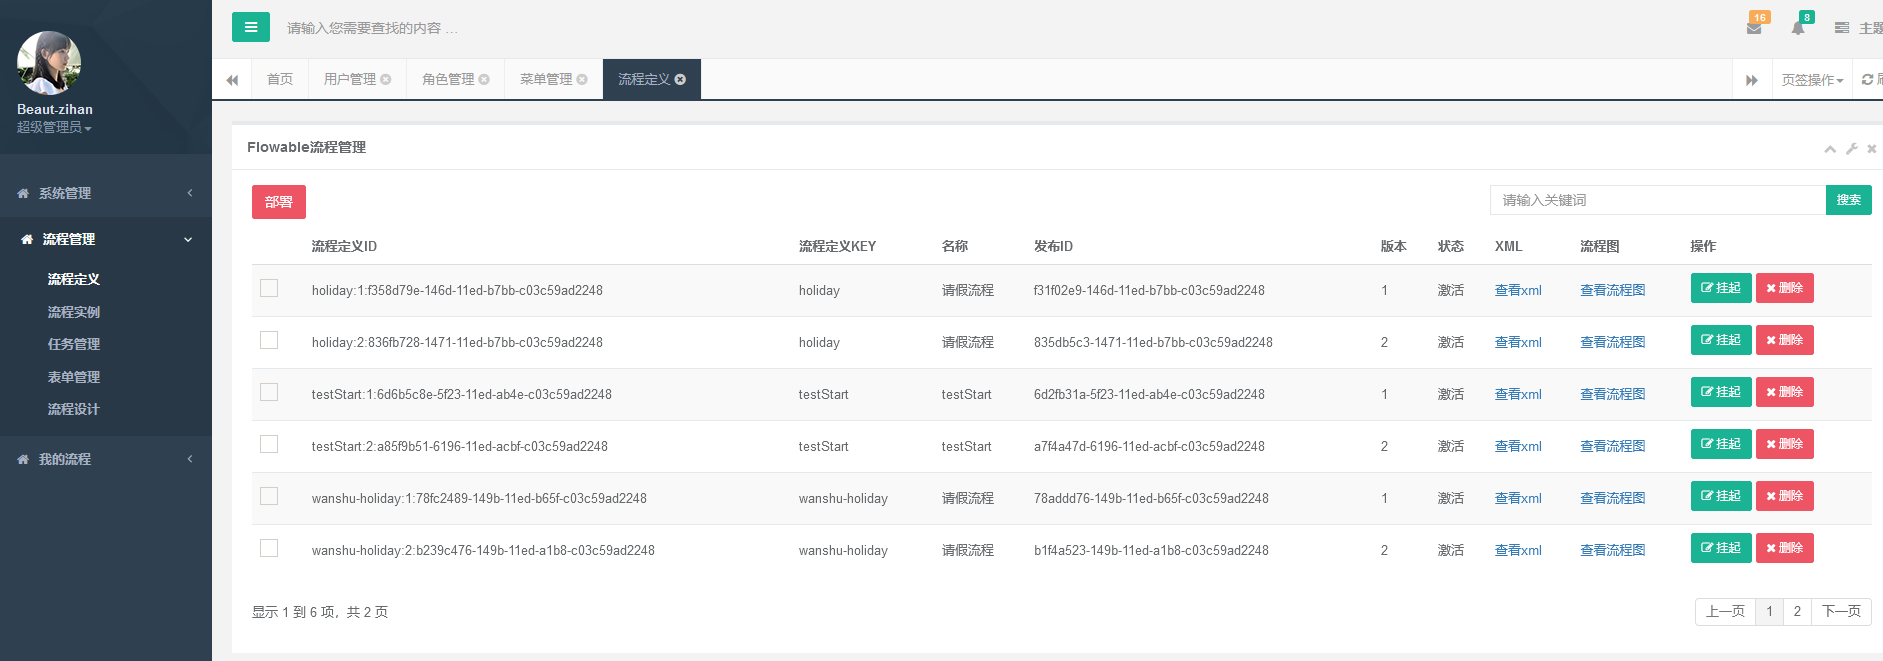 Beaut-zihan
超级管理员
系统管理
流程管理
流程定义
流程实例
任务管理
表单管理
流程设计
我的流程
请输入您需要查找的内容 …
16
8
主题
首页
用户管理
角色管理
菜单管理
流程定义
页签操作
Flowable流程管理
部署
请输入关键词
搜索
流程定义ID 流程定义KEY 名称 发布ID 版本 状态 XML 流程图 操作
holiday:1:f358d79e-146d-11ed-b7bb-c03c59ad2248 holiday 请假流程 f31f02e9-146d-11ed-b7bb-c03c59ad2248 1 激活 查看xml 查看流程图 挂起 删除
holiday:2:836fb728-1471-11ed-b7bb-c03c59ad2248 holiday 请假流程 835db5c3-1471-11ed-b7bb-c03c59ad2248 2 激活 查看xml 查看流程图 挂起 删除
testStart:1:6d6b5c8e-5f23-11ed-ab4e-c03c59ad2248 testStart testStart 6d2fb31a-5f23-11ed-ab4e-c03c59ad2248 1 激活 查看xml 查看流程图 挂起 删除
testStart:2:a85f9b51-6196-11ed-acbf-c03c59ad2248 testStart testStart a7f4a47d-6196-11ed-acbf-c03c59ad2248 2 激活 查看xml 查看流程图 挂起 删除
wanshu-holiday:1:78fc2489-149b-11ed-b65f-c03c59ad2248 wanshu-holiday 请假流程 78addd76-149b-11ed-b65f-c03c59ad2248 1 激活 查看xml 查看流程图 挂起 删除
wanshu-holiday:2:b239c476-149b-11ed-a1b8-c03c59ad2248 wanshu-holiday 请假流程 b1f4a523-149b-11ed-a1b8-c03c59ad2248 2 激活 查看xml 查看流程图 挂起 删除
显示 1 到 6 项，共 2 页
上一页 1 2 下一页